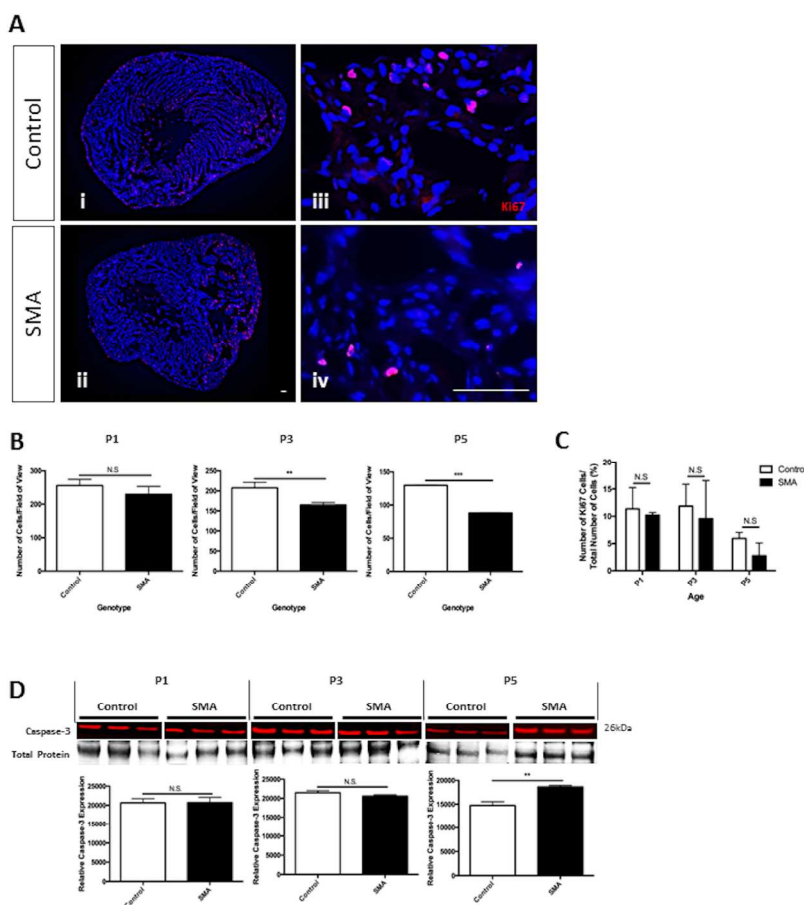 A
Control
i
iii
Ki67
SMA
ii
iv
B
P1
P3
P5
C
Number of Cells/Field of View
300
200
100
0
N.S
Control
SMA
Genotype
Number of Cells/Field of View
250
200
150
100
50
0
**
Control
SMA
Genotype
Number of Cells/Field of View
150
100
50
0
***
Control
SMA
Genotype
Number of Ki67 Cells/
Total Number of Cells (%)
20
15
10
5
0
N.S
N.S
N.S
P1
P3
P5
Age
Control
SMA
D
P1
P3
P5
Control
SMA
Control
SMA
Control
SMA
Caspase-3
26kDa
Total Protein
Relative Caspase-3 Expression
25000
20000
15000
10000
5000
0
N.S.
Control
SMA
Relative Caspase-3 Expression
25000
20000
15000
10000
5000
0
N.S.
Control
SMA
Relative Caspase-3 Expression
25000
20000
15000
10000
5000
0
**
Control
SMA